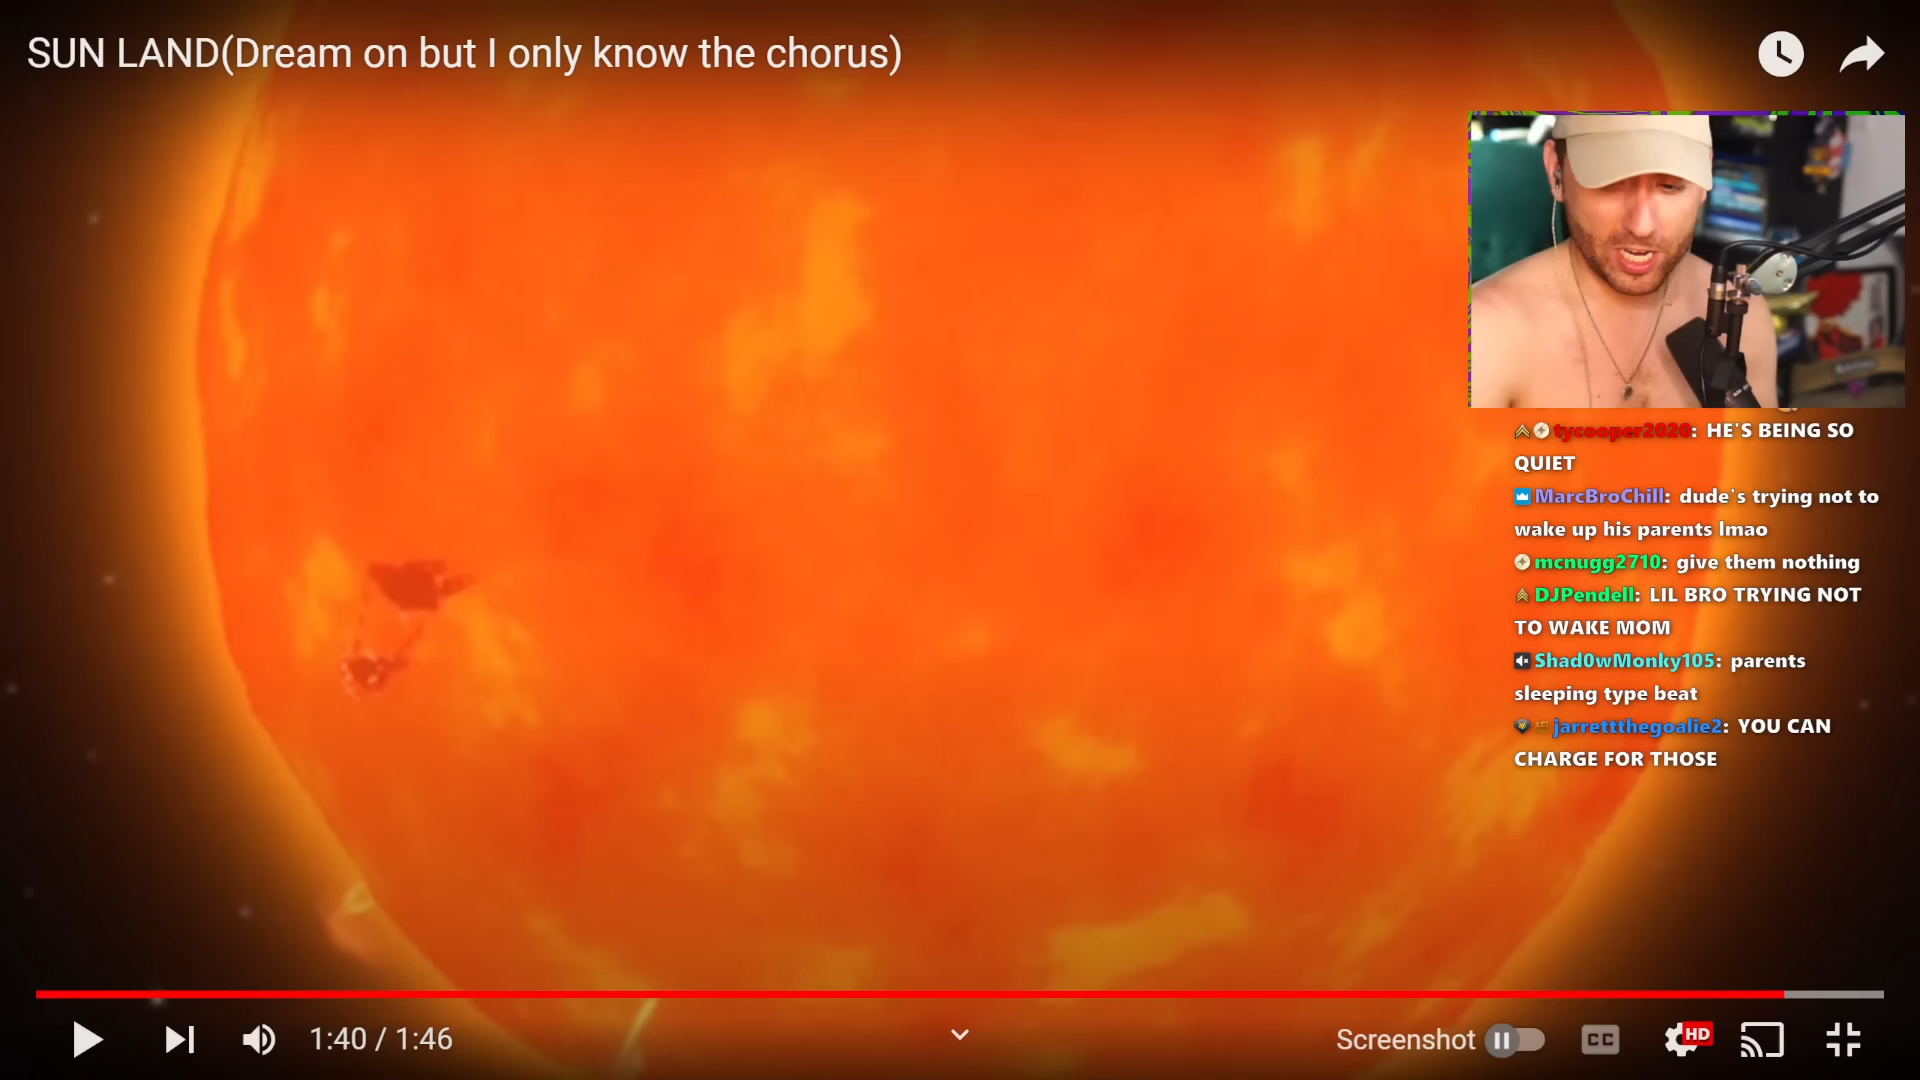 SUN LAND(Dream on but I only know the chorus)
tycooper2020: HE'S BEING SO
QUIET
MarcBroChill: dude's trying not to
wake up his parents lmao
mcnugg2710: give them nothing
DJPendell: LIL BRO TRYING NOT
TO WAKE MOM
Shad0wMonky105: parents
sleeping type beat
jarrettthegoalie2: YOU CAN
CHARGE FOR THOSE
1:40 / 1:46
Screenshot
CC
HD